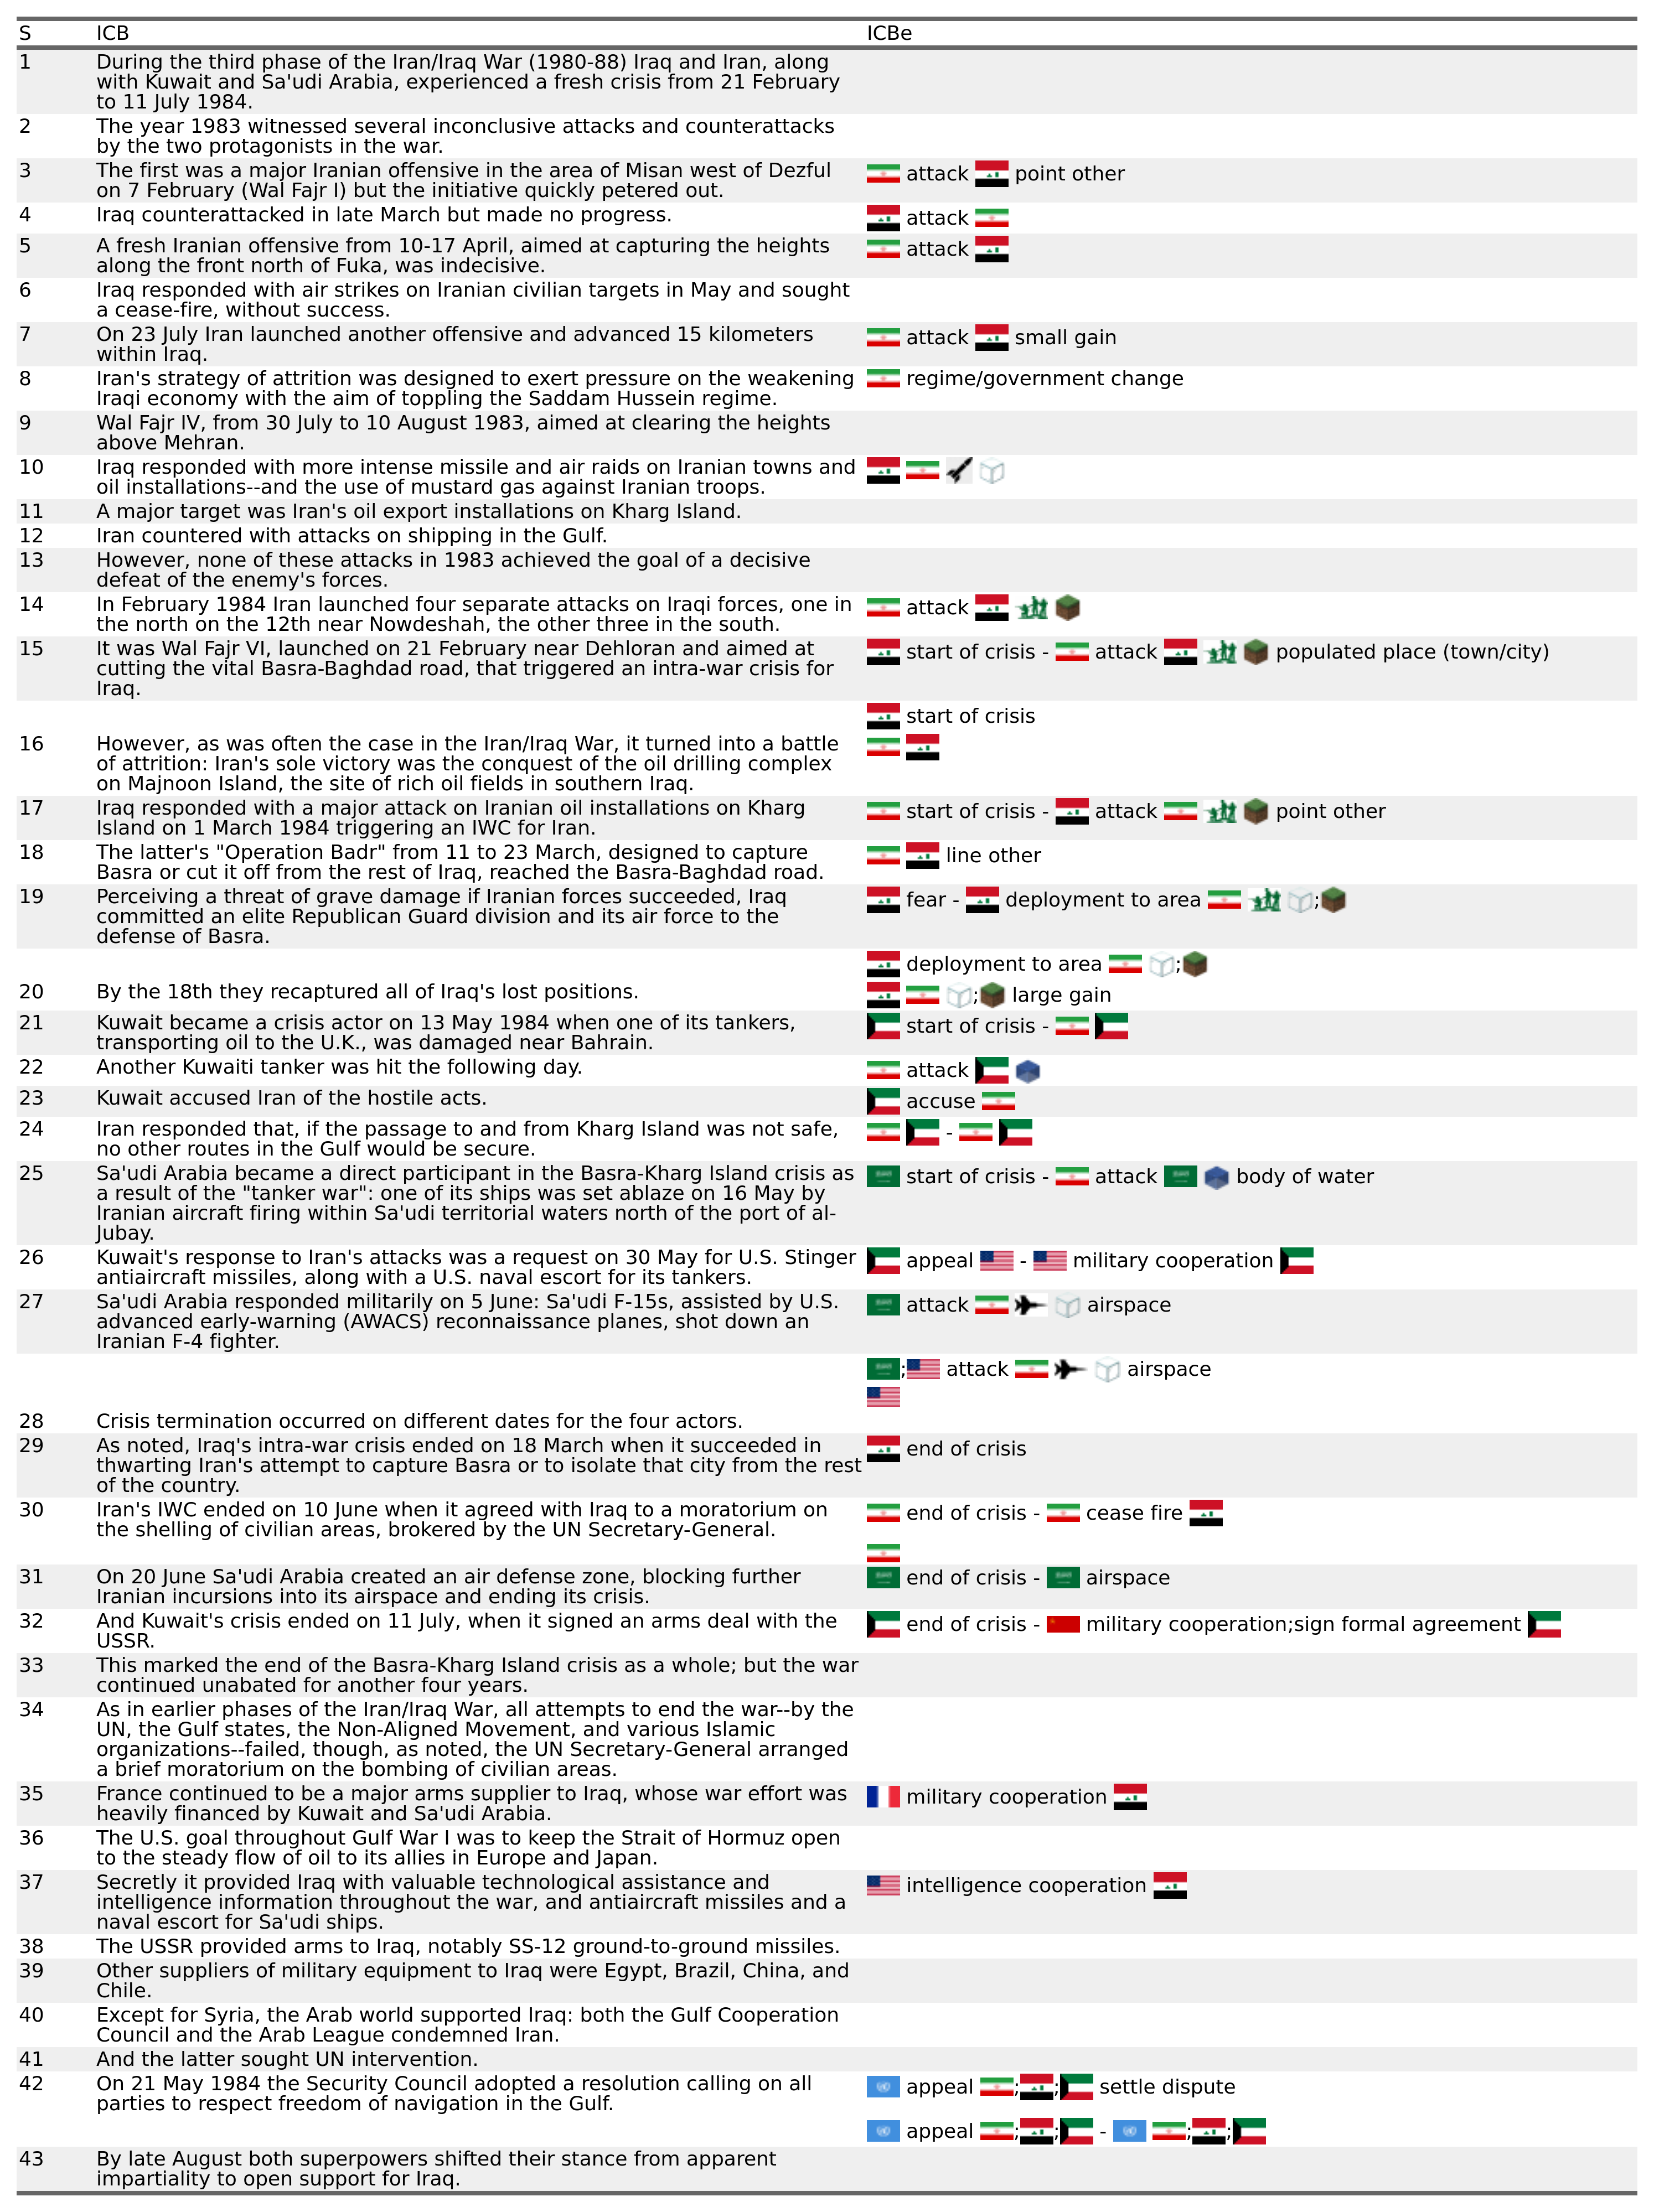 S ICB ICBe
1 During the third phase of the Iran/Iraq War (1980-88) Iraq and Iran, along
with Kuwait and Sa'udi Arabia, experienced a fresh crisis from 21 February
to 11 July 1984.
2 The year 1983 witnessed several inconclusive attacks and counterattacks
by the two protagonists in the war.
3 The first was a major Iranian offensive in the area of Misan west of Dezful attack point other
on 7 February (Wal Fajr I) but the initiative quickly petered out.
4 Iraq counterattacked in late March but made no progress. attack
5 A fresh Iranian offensive from 10-17 April, aimed at capturing the heights attack
along the front north of Fuka, was indecisive.
6 Iraq responded with air strikes on Iranian civilian targets in May and sought
a cease-fire, without success.
7 On 23 July Iran launched another offensive and advanced 15 kilometers attack small gain
within Iraq.
8 Iran's strategy of attrition was designed to exert pressure on the weakening regime/government change
Iraqi economy with the aim of toppling the Saddam Hussein regime.
9 Wal Fajr IV, from 30 July to 10 August 1983, aimed at clearing the heights
above Mehran.
10 Iraq responded with more intense missile and air raids on Iranian towns and
oil installations--and the use of mustard gas against Iranian troops.
11 A major target was Iran's oil export installations on Kharg Island.
12 Iran countered with attacks on shipping in the Gulf.
13 However, none of these attacks in 1983 achieved the goal of a decisive
defeat of the enemy's forces.
14 In February 1984 Iran launched four separate attacks on Iraqi forces, one in attack
the north on the 12th near Nowdeshah, the other three in the south.
15 It was Wal Fajr VI, launched on 21 February near Dehloran and aimed at start of crisis - attack populated place (town/city)
cutting the vital Basra-Baghdad road, that triggered an intra-war crisis for
Iraq.
start of crisis
16 However, as was often the case in the Iran/Iraq War, it turned into a battle
of attrition: Iran's sole victory was the conquest of the oil drilling complex
on Majnoon Island, the site of rich oil fields in southern Iraq.
17 Iraq responded with a major attack on Iranian oil installations on Kharg start of crisis - attack point other
Island on 1 March 1984 triggering an IWC for Iran.
18 The latter's "Operation Badr" from 11 to 23 March, designed to capture line other
Basra or cut it off from the rest of Iraq, reached the Basra-Baghdad road.
19 Perceiving a threat of grave damage if Iranian forces succeeded, Iraq fear - deployment to area ;
committed an elite Republican Guard division and its air force to the
defense of Basra.
deployment to area ;
20 By the 18th they recaptured all of Iraq's lost positions. ; large gain
21 Kuwait became a crisis actor on 13 May 1984 when one of its tankers, start of crisis -
transporting oil to the U.K., was damaged near Bahrain.
22 Another Kuwaiti tanker was hit the following day. attack
23 Kuwait accused Iran of the hostile acts. accuse
24 Iran responded that, if the passage to and from Kharg Island was not safe, -
no other routes in the Gulf would be secure.
25 Sa'udi Arabia became a direct participant in the Basra-Kharg Island crisis as start of crisis - attack body of water
a result of the "tanker war": one of its ships was set ablaze on 16 May by
Iranian aircraft firing within Sa'udi territorial waters north of the port of al-
Jubay.
26 Kuwait's response to Iran's attacks was a request on 30 May for U.S. Stinger appeal - military cooperation
antiaircraft missiles, along with a U.S. naval escort for its tankers.
27 Sa'udi Arabia responded militarily on 5 June: Sa'udi F-15s, assisted by U.S. attack airspace
advanced early-warning (AWACS) reconnaissance planes, shot down an
Iranian F-4 fighter.
; attack airspace
28 Crisis termination occurred on different dates for the four actors.
29 As noted, Iraq's intra-war crisis ended on 18 March when it succeeded in end of crisis
thwarting Iran's attempt to capture Basra or to isolate that city from the rest
of the country.
30 Iran's IWC ended on 10 June when it agreed with Iraq to a moratorium on end of crisis - cease fire
the shelling of civilian areas, brokered by the UN Secretary-General.
31 On 20 June Sa'udi Arabia created an air defense zone, blocking further end of crisis - airspace
Iranian incursions into its airspace and ending its crisis.
32 And Kuwait's crisis ended on 11 July, when it signed an arms deal with the end of crisis - military cooperation;sign formal agreement
USSR.
33 This marked the end of the Basra-Kharg Island crisis as a whole; but the war
continued unabated for another four years.
34 As in earlier phases of the Iran/Iraq War, all attempts to end the war--by the
UN, the Gulf states, the Non-Aligned Movement, and various Islamic
organizations--failed, though, as noted, the UN Secretary-General arranged
a brief moratorium on the bombing of civilian areas.
35 France continued to be a major arms supplier to Iraq, whose war effort was military cooperation
heavily financed by Kuwait and Sa'udi Arabia.
36 The U.S. goal throughout Gulf War I was to keep the Strait of Hormuz open
to the steady flow of oil to its allies in Europe and Japan.
37 Secretly it provided Iraq with valuable technological assistance and intelligence cooperation
intelligence information throughout the war, and antiaircraft missiles and a
naval escort for Sa'udi ships.
38 The USSR provided arms to Iraq, notably SS-12 ground-to-ground missiles.
39 Other suppliers of military equipment to Iraq were Egypt, Brazil, China, and
Chile.
40 Except for Syria, the Arab world supported Iraq: both the Gulf Cooperation
Council and the Arab League condemned Iran.
41 And the latter sought UN intervention.
42 On 21 May 1984 the Security Council adopted a resolution calling on all appeal ; ; settle dispute
parties to respect freedom of navigation in the Gulf.
appeal ; ; - ; ;
43 By late August both superpowers shifted their stance from apparent
impartiality to open support for Iraq.